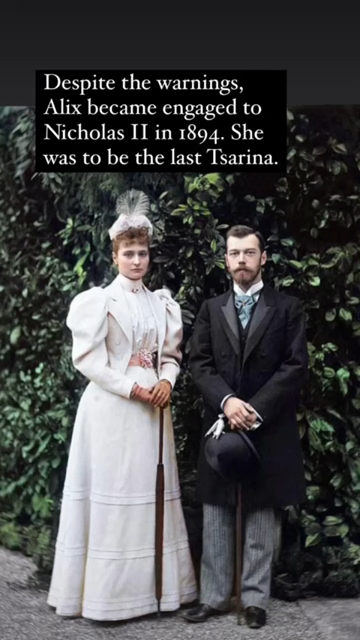 Despite the warnings,
Alix became engaged to
Nicholas II in 1894. She
was to be the last Tsarina.